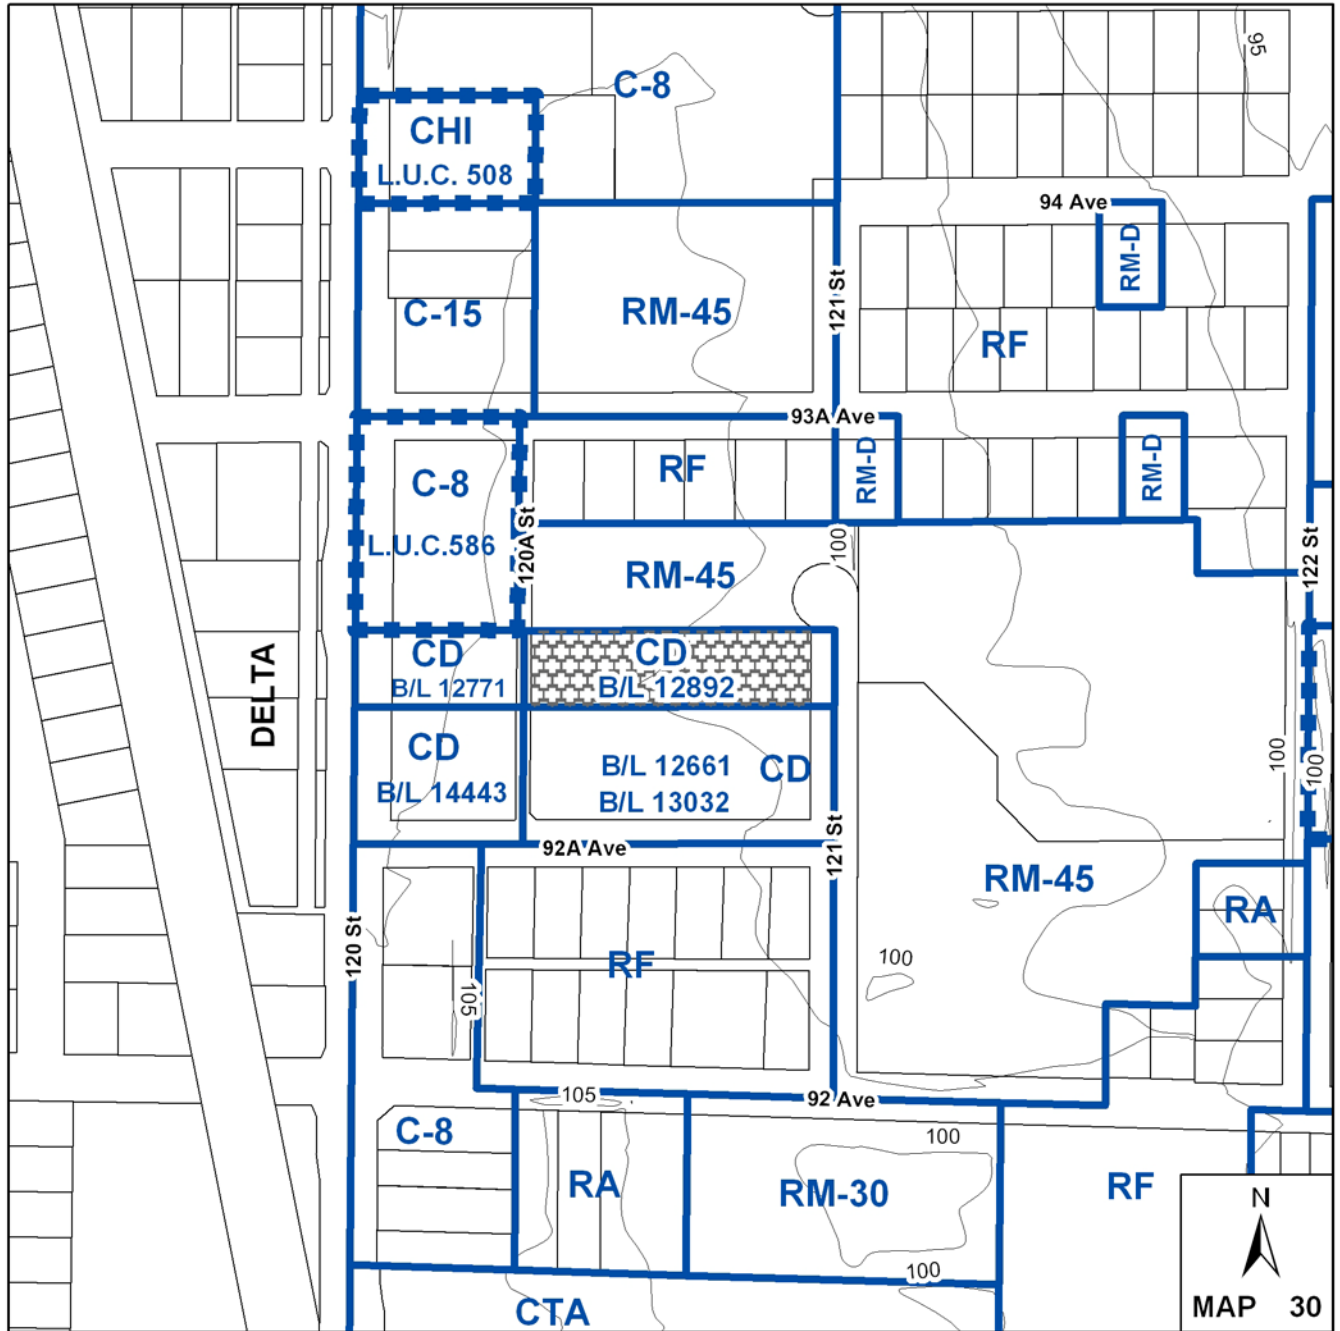 95
C-8
CHI
L.U.C. 508
94 Ave
RM-D
121 St
C-15
RM-45
RF
93A Ave
RM-D
RM-D
RF
C-8
L.U.C.586
120A St
100
122 St
RM-45
CD
B/L 12771
CD
B/L 12892
DELTA
CD
B/L 14443
B/L 12661
CD
B/L 13032
100
100
92A Ave
121 St
RM-45
RA
120 St
RF
100
105
105
92 Ave
C-8
100
RA
RM-30
RF
N
100
CTA
MAP 30